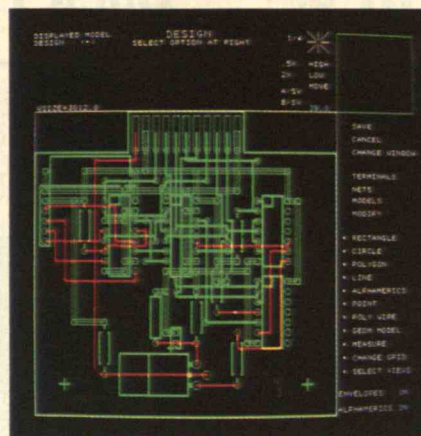 DISPLAYED MODEL
DESIGN
DESIGN
SELECT OPTION AT RIGHT
HIGH
LOW
MOVE
SAVE
CANCEL
CHANGE WINDOW
TERMINALS
NETS
MODELS
MODIFY
* RECTANGLE
* CIRCLE
* POLYGON
* LINE
* ALPHAMERICS
* POINT
* POLY WIRE
* GEOM MODEL
* MEASURE
* CHANGE GRID
* SELECT VIEWS
ENVELOPES
ALPHAMERICS